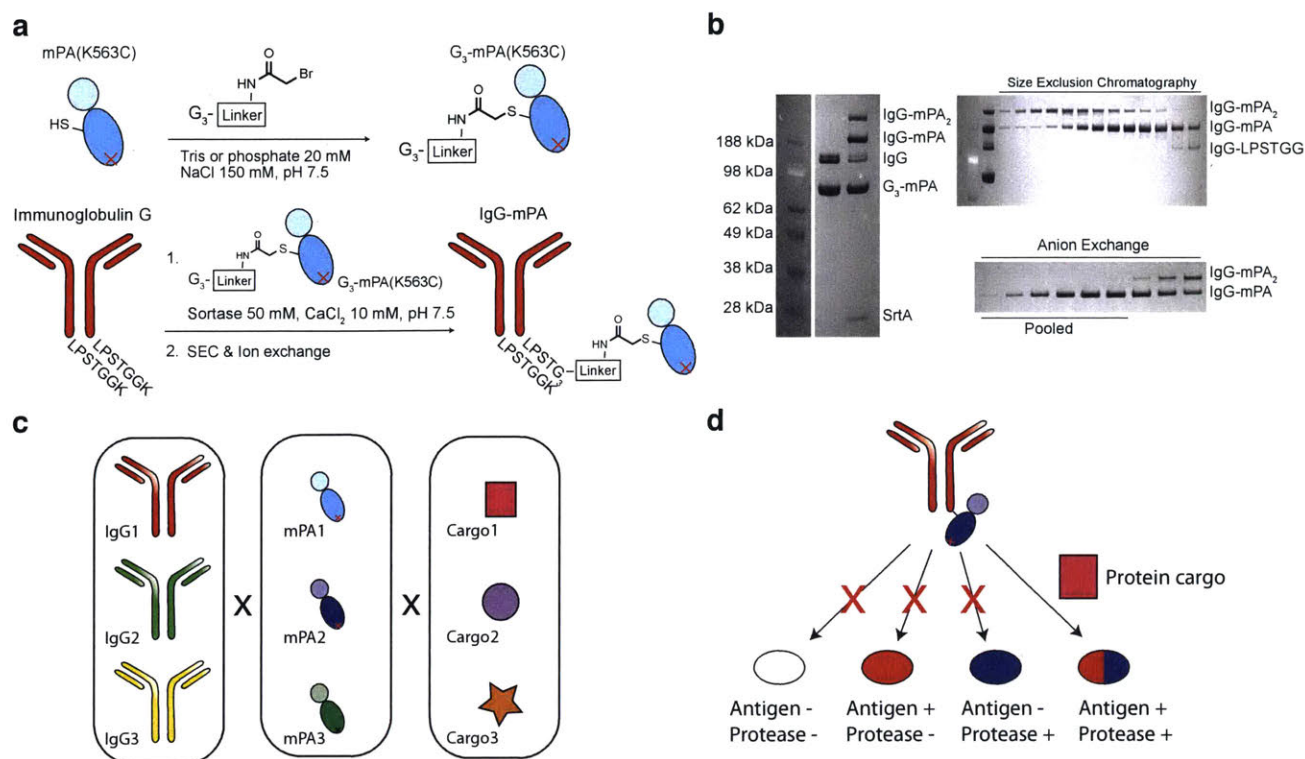 a
mPA(K563C)
HS
O
Br
HN
G₃-
Linker
Tris or phosphate 20 mM
NaCl 150 mM, pH 7.5
G₃-mPA(K563C)
O
HN
S
G₃-
Linker
Immunoglobulin G
LPSTGGK
LPSTGGK
1.
O
HN
S
G₃-
Linker
G₃-mPA(K563C)
Sortase 50 mM, CaCl₂ 10 mM, pH 7.5
2. SEC & Ion exchange
IgG-mPA
LPSTGGK
LPSTG₃-
O
HN
S
Linker
b
188 kDa
98 kDa
62 kDa
49 kDa
38 kDa
28 kDa
IgG-mPA₂
IgG-mPA
IgG
G₃-mPA
SrtA
Size Exclusion Chromatography
IgG-mPA₂
IgG-mPA
IgG-LPSTGG
Anion Exchange
IgG-mPA₂
IgG-mPA
Pooled
c
IgG1
IgG2
IgG3
X
mPA1
mPA2
mPA3
X
Cargo1
Cargo2
Cargo3
d
Protein cargo
X X X
Antigen - Antigen + Antigen - Antigen +
Protease - Protease - Protease + Protease +